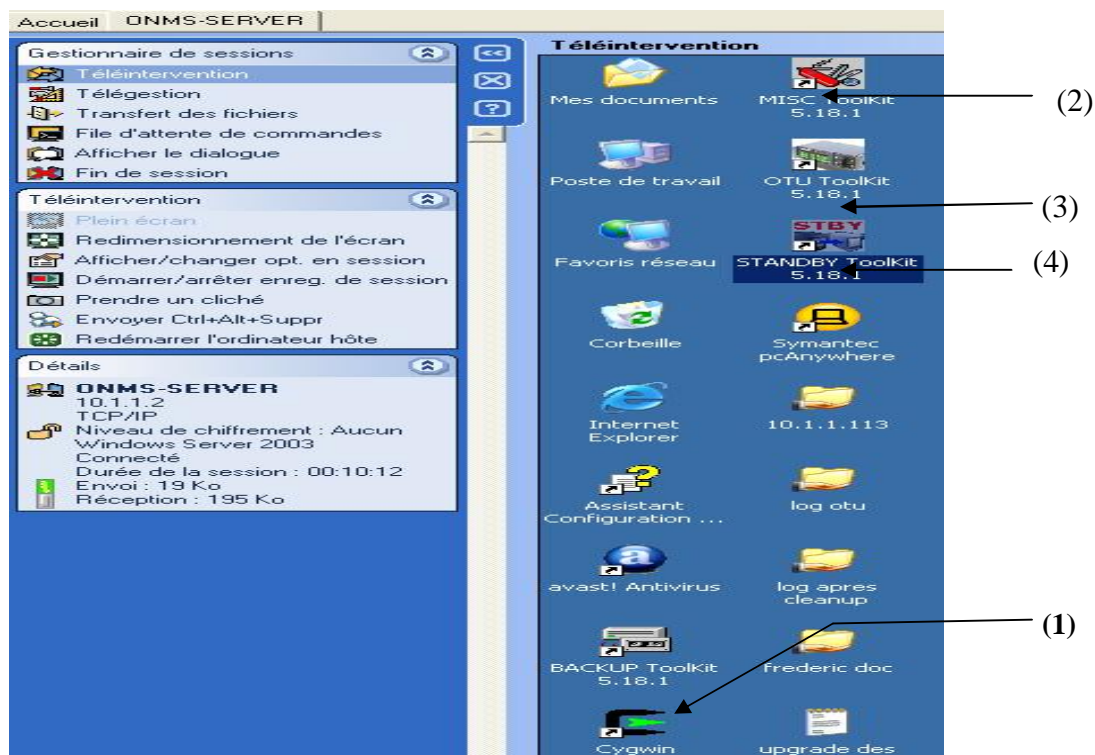 Accueil ONMS-SERVER
Gestionnaire de sessions
Téléintervention
Télégestion
Transfert des fichiers
File d'attente de commandes
Afficher le dialogue
Fin de session
Téléintervention
Plein écran
Redimensionnement de l'écran
Afficher/changer opt. en session
Démarrer/arrêter enreg. de session
Prendre un cliché
Envoyer Ctrl+Alt+Suppr
Redémarrer l'ordinateur hôte
Détails
ONMS-SERVER
10.1.1.2
TCP/IP
Niveau de chiffrement : Aucun
Windows Server 2003
Connecté
Durée de la session : 00:10:12
Envoi : 19 Ko
Réception : 195 Ko
Téléintervention
Mes documents
MISC ToolKit
5.18.1
(2)
Poste de travail
OTU ToolKit
5.18.1
(3)
Favoris réseau
STBY
STANDBY ToolKit
5.18.1
(4)
Corbeille
Symantec
pcAnywhere
Internet
Explorer
10.1.1.113
Assistant
Configuration ...
log otu
avast! Antivirus
log apres
cleanup
(1)
BACKUP ToolKit
5.18.1
frederic doc
Cygwin
upgrade des